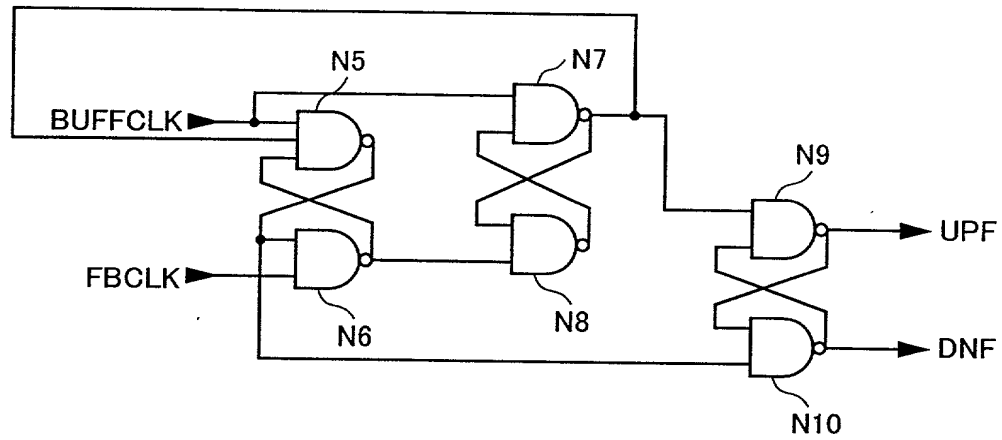 N5
N7
BUFFCLK
N9
UPF
FBCLK
N6
N8
DNF
N10